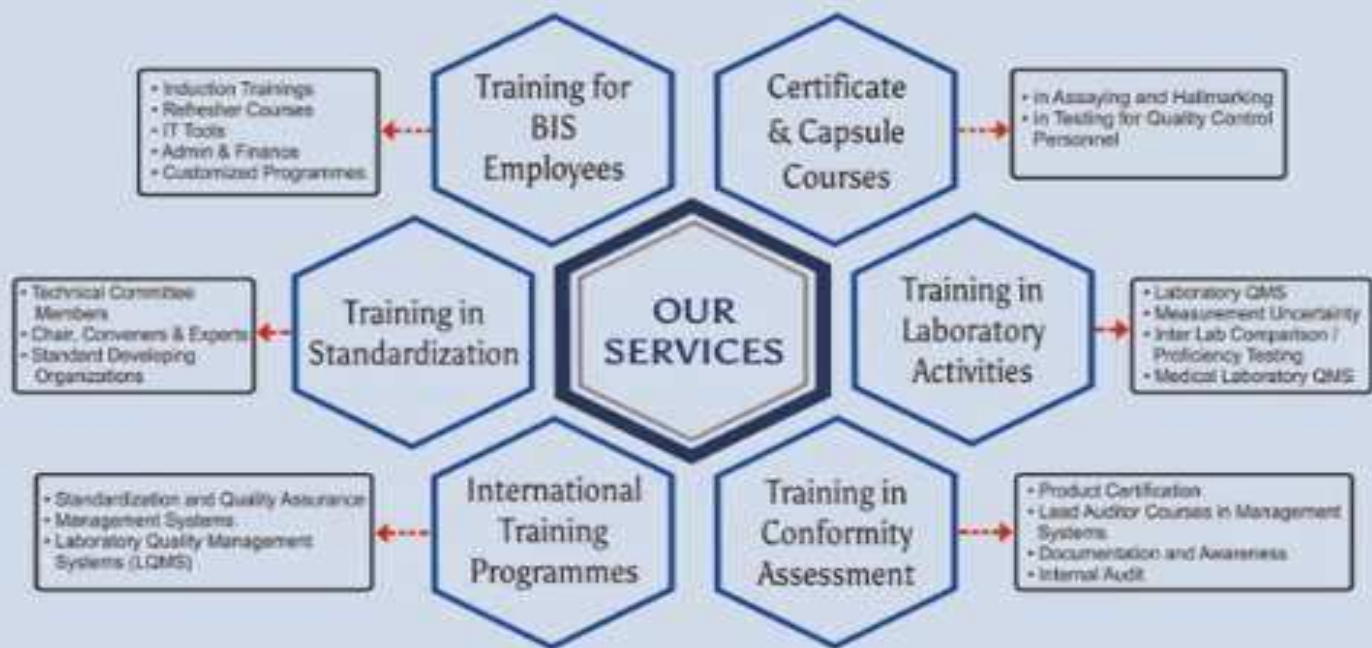 Training for
BIS
Employees
• Induction Trainings
• Refresher Courses
• IT Tools
• Admin & Finance
• Customized Programmes
Certificate
& Capsule
Courses
• in Assaying and Hallmarking
• in Testing for Quality Control
Personnel
Training in
Standardization
• Technical Committee
Members
• Chair, Conveners & Experts
• Standard Developing
Organizations
OUR
SERVICES
Training in
Laboratory
Activities
• Laboratory QMS
• Measurement Uncertainty
• Inter Lab Comparison /
Proficiency Testing
• Medical Laboratory QMS
International
Training
Programmes
• Standardization and Quality Assurance
• Management Systems
• Laboratory Quality Management
Systems (LQMS)
Training in
Conformity
Assessment
• Product Certification
• Lead Auditor Courses in Management
Systems
• Documentation and Awareness
• Internal Audit